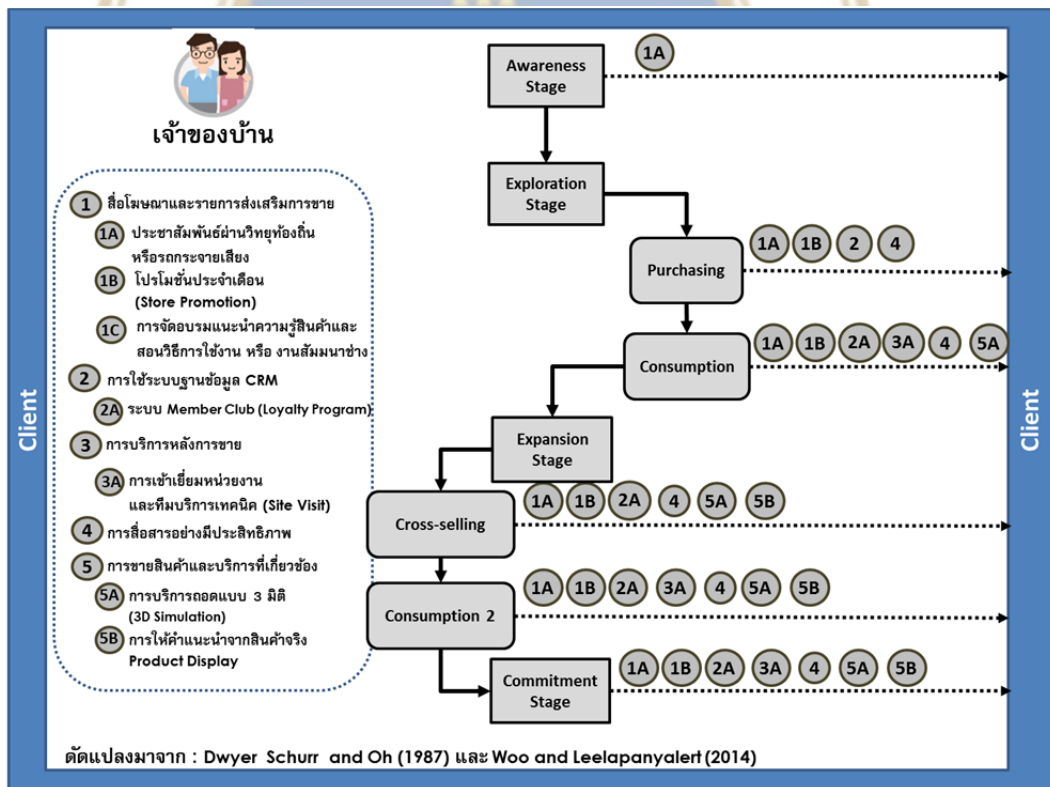 เจ้าของบ้าน
1 สื่อโฆษณาและรายการส่งเสริมการขาย
1A ประชาสัมพันธ์ผ่านวิทยุท้องถิ่น
หรือรถกระจายเสียง
1B โปรโมชั่นประจำเดือน
(Store Promotion)
1C การจัดอบรมแนะนำความรู้สินค้าและ
สอนวิธีการใช้งาน หรือ งานสัมมนาช่าง
2 การใช้ระบบฐานข้อมูล CRM
2A ระบบ Member Club (Loyalty Program)
3 การบริการหลังการขาย
3A การเข้าเยี่ยมหน่วยงาน
และทีมบริการเทคนิค (Site Visit)
4 การสื่อสารอย่างมีประสิทธิภาพ
5 การขายสินค้าและบริการที่เกี่ยวข้อง
5A การบริการถอดแบบ 3 มิติ
(3D Simulation)
5B การให้คำแนะนำจากสินค้าจริง
Product Display
Client
Awareness
Stage
1A
Exploration
Stage
Purchasing
1A 1B 2 4
Consumption
1A 1B 2A 3A 4 5A
Expansion
Stage
Cross-selling
1A 1B 2A 4 5A 5B
Consumption 2
1A 1B 2A 3A 4 5A 5B
Commitment
Stage
1A 1B 2A 3A 4 5A 5B
Client
ดัดแปลงมาจาก : Dwyer Schurr and Oh (1987) และ Woo and Leelapanyalert (2014)